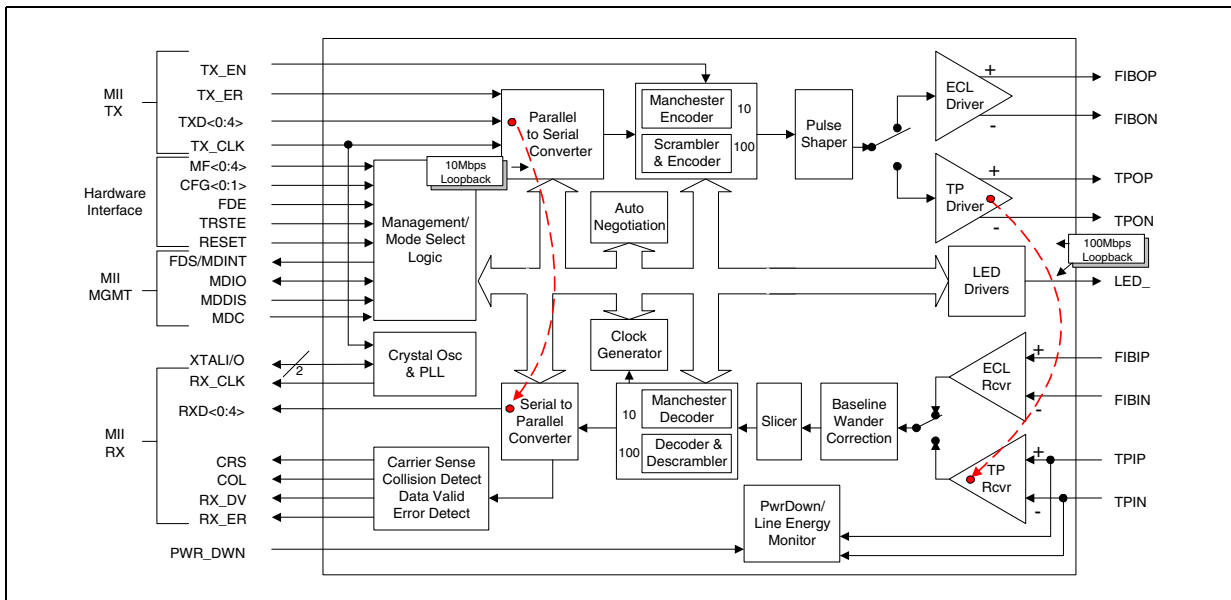 MII
TX
TX_EN
TX_ER
TXD<0:4>
TX_CLK
Hardware
Interface
MF<0:4>
CFG<0:1>
FDE
TRSTE
RESET
MII
MGMT
FDS/MDINT
MDIO
MDDIS
MDC
MII
RX
XTALI/O
2
RX_CLK
RXD<0:4>
CRS
COL
RX_DV
RX_ER
PWR_DWN
Parallel
to Serial
Converter
10Mbps
Loopback
Management/
Mode Select
Logic
Crystal Osc
& PLL
Manchester
Encoder
10
Scrambler
& Encoder
100
Pulse
Shaper
Auto
Negotiation
Clock
Generator
ECL
Driver
+
-
TP
Driver
+
-
LED
Drivers
100Mbps
Loopback
FIBOP
FIBON
TPOP
TPON
LED_
Serial to
Parallel
Converter
10
Manchester
Decoder
100
Decoder &
Descrambler
Slicer
Baseline
Wander
Correction
ECL
Rcvr
+
-
TP
Rcvr
+
-
FIBIP
FIBIN
TPIP
TPIN
Carrier Sense
Collision Detect
Data Valid
Error Detect
PwrDown/
Line Energy
Monitor